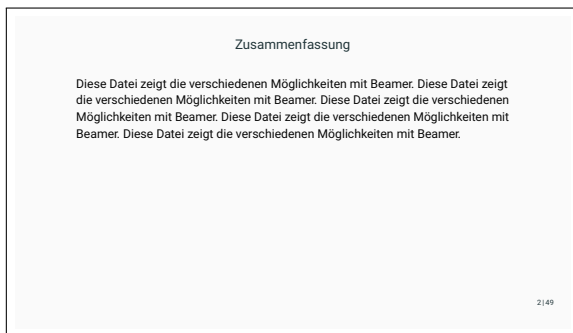 Zusammenfassung
Diese Datei zeigt die verschiedenen Möglichkeiten mit Beamer. Diese Datei zeigt
die verschiedenen Möglichkeiten mit Beamer. Diese Datei zeigt die verschiedenen
Möglichkeiten mit Beamer. Diese Datei zeigt die verschiedenen Möglichkeiten mit
Beamer. Diese Datei zeigt die verschiedenen Möglichkeiten mit Beamer.
2|49